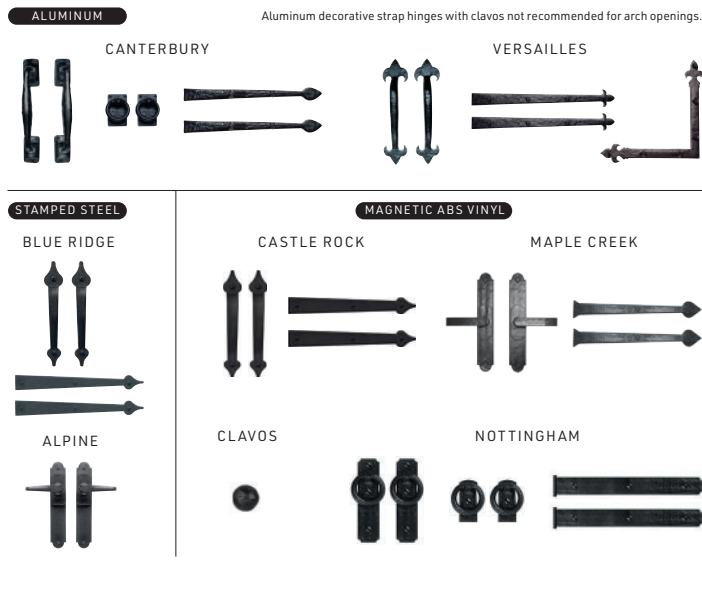 ALUMINUM
Aluminum decorative strap hinges with clavos not recommended for arch openings.
CANTERBURY
VERSAILLES
STAMPED STEEL
BLUE RIDGE
ALPINE
MAGNETIC ABS VINYL
CASTLE ROCK
MAPLE CREEK
CLAVOS
NOTTINGHAM